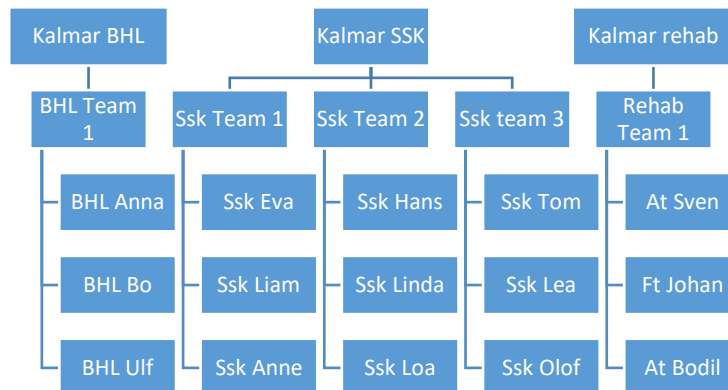 Kalmar BHL
Kalmar SSK
Kalmar rehab
BHL Team
1
Ssk Team 1
Ssk Team 2
Ssk team 3
Rehab
Team 1
BHL Anna
Ssk Eva
Ssk Hans
Ssk Tom
At Sven
BHL Bo
Ssk Liam
Ssk Linda
Ssk Lea
Ft Johan
BHL Ulf
Ssk Anne
Ssk Loa
Ssk Olof
At Bodil